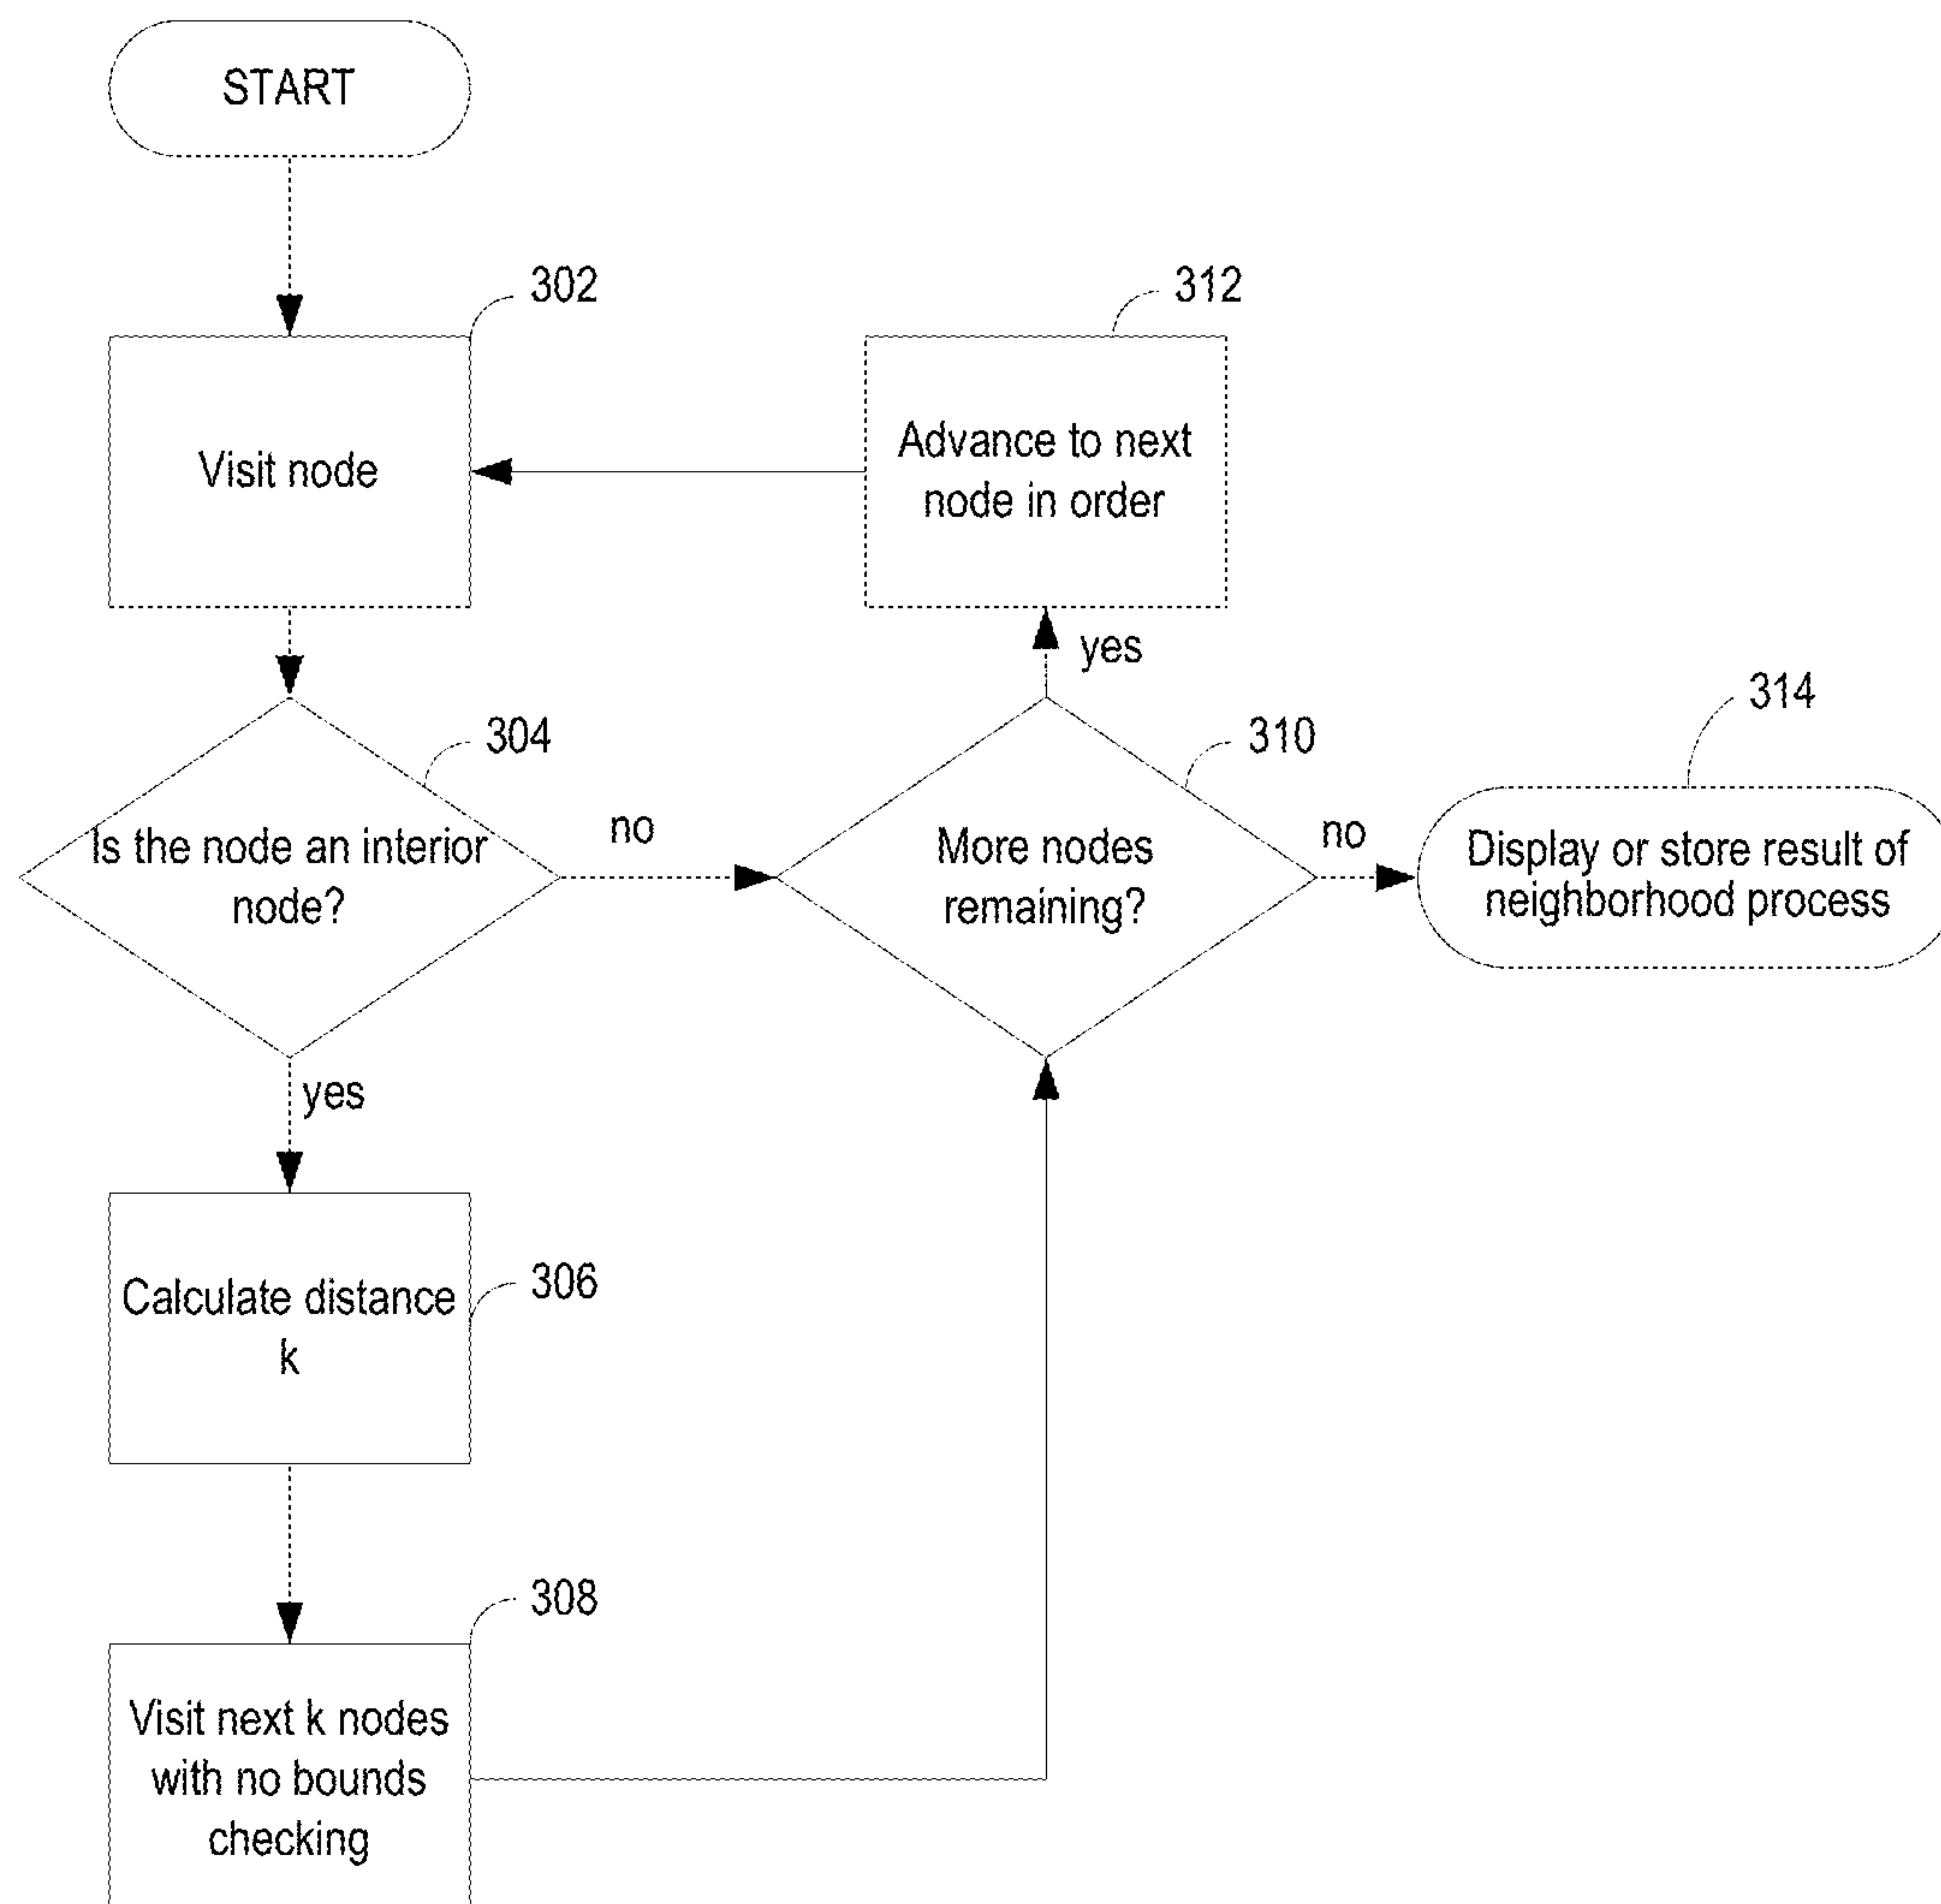 START
302
Visit node
312
Advance to next
node in order
yes
304
Is the node an interior
node?
no
310
More nodes
remaining?
no
314
Display or store result of
neighborhood process
yes
306
Calculate distance
k
308
Visit next k nodes
with no bounds
checking